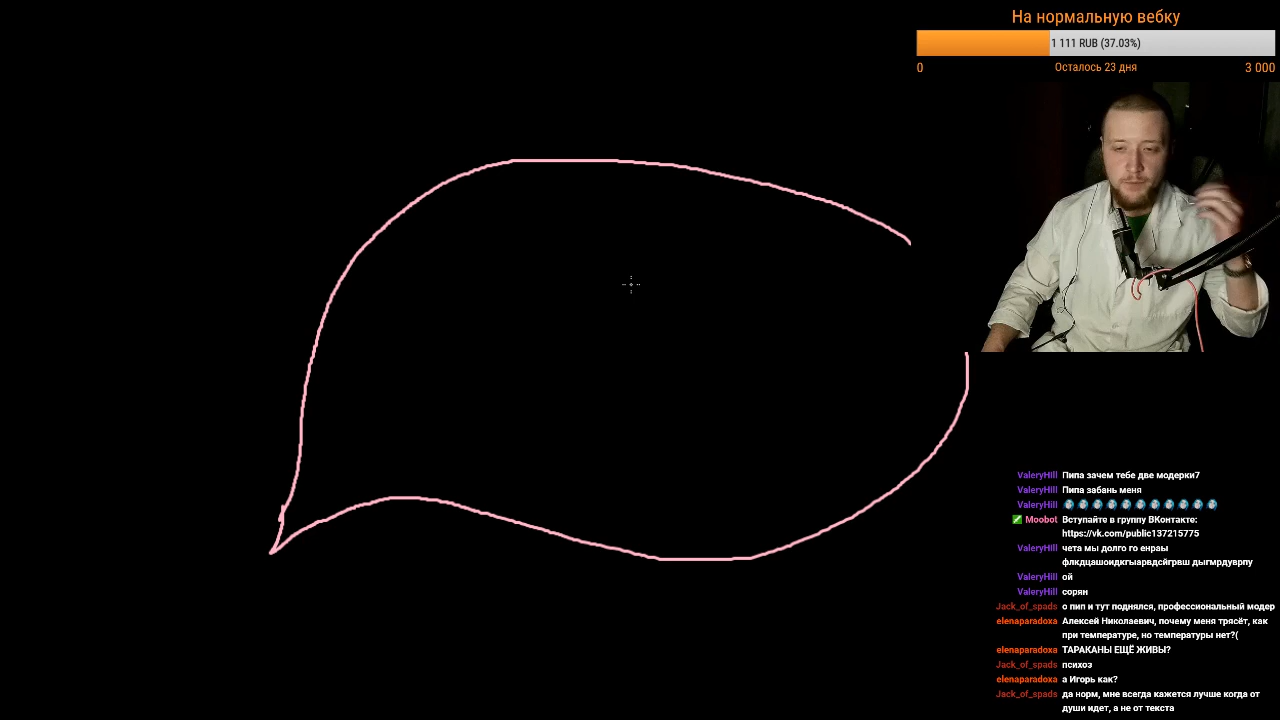 На нормальную вебку
1 111 RUB (37.03%)
0 Осталось 23 дня 3 000
ValeryHill Пипа зачем тебе две модерки7
ValeryHill Пипа забань меня
ValeryHill
Moobot Вступайте в группу ВКонтакте:
https://vk.com/public137215775
ValeryHill чета мы долго го енраы
флкдцашоидкгыарвдсйгрвш дыгмрдуврпу
ValeryHill ой
ValeryHill сорян
Jack_of_spads о пип и тут поднялся, профессиональный модер
elenaparadoxa Алексей Николаевич, почему меня трясёт, как
при температуре, но температуры нет?(
elenaparadoxa ТАРАКАНЫ ЕЩЁ ЖИВЫ?
Jack_of_spads психоз
elenaparadoxa а Игорь как?
Jack_of_spads да норм, мне всегда кажется лучше когда от
души идет, а не от текста